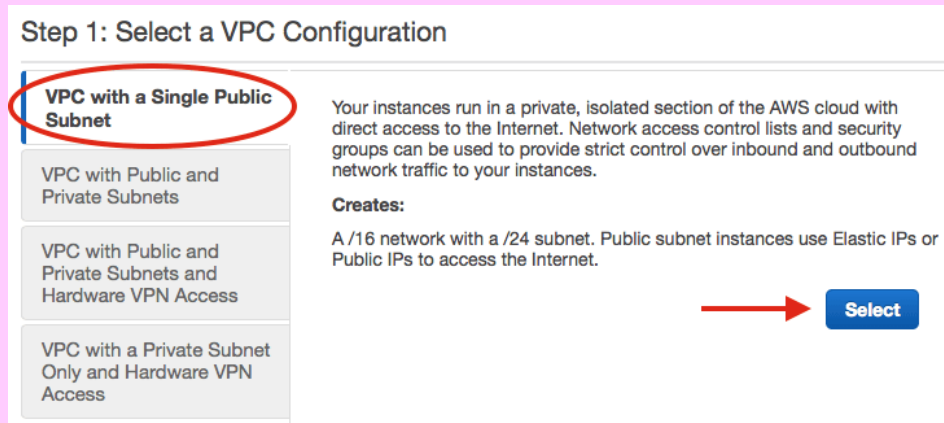 Step 1: Select a VPC Configuration
VPC with a Single Public
Subnet
VPC with Public and
Private Subnets
VPC with Public and
Private Subnets and
Hardware VPN Access
VPC with a Private Subnet
Only and Hardware VPN
Access
Your instances run in a private, isolated section of the AWS cloud with
direct access to the Internet. Network access control lists and security
groups can be used to provide strict control over inbound and outbound
network traffic to your instances.
Creates:
A /16 network with a /24 subnet. Public subnet instances use Elastic IPs or
Public IPs to access the Internet.
Select